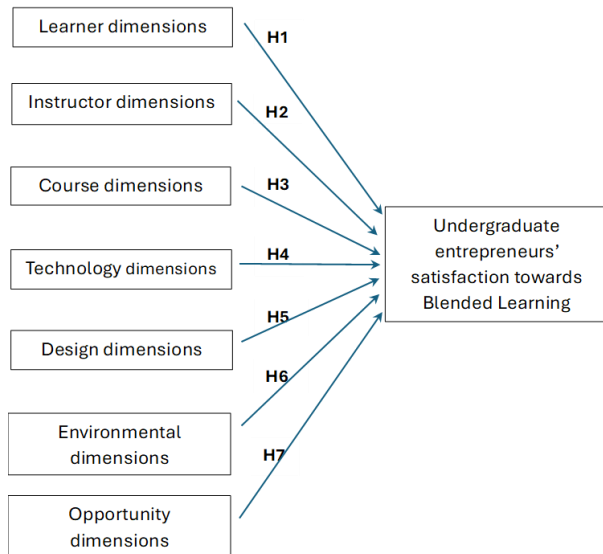 Learner dimensions
H1
Instructor dimensions
H2
Course dimensions
H3
Technology dimensions
H4
Design dimensions
H5
Environmental
dimensions
H6
Opportunity
dimensions
H7
Undergraduate
entrepreneurs’
satisfaction towards
Blended Learning